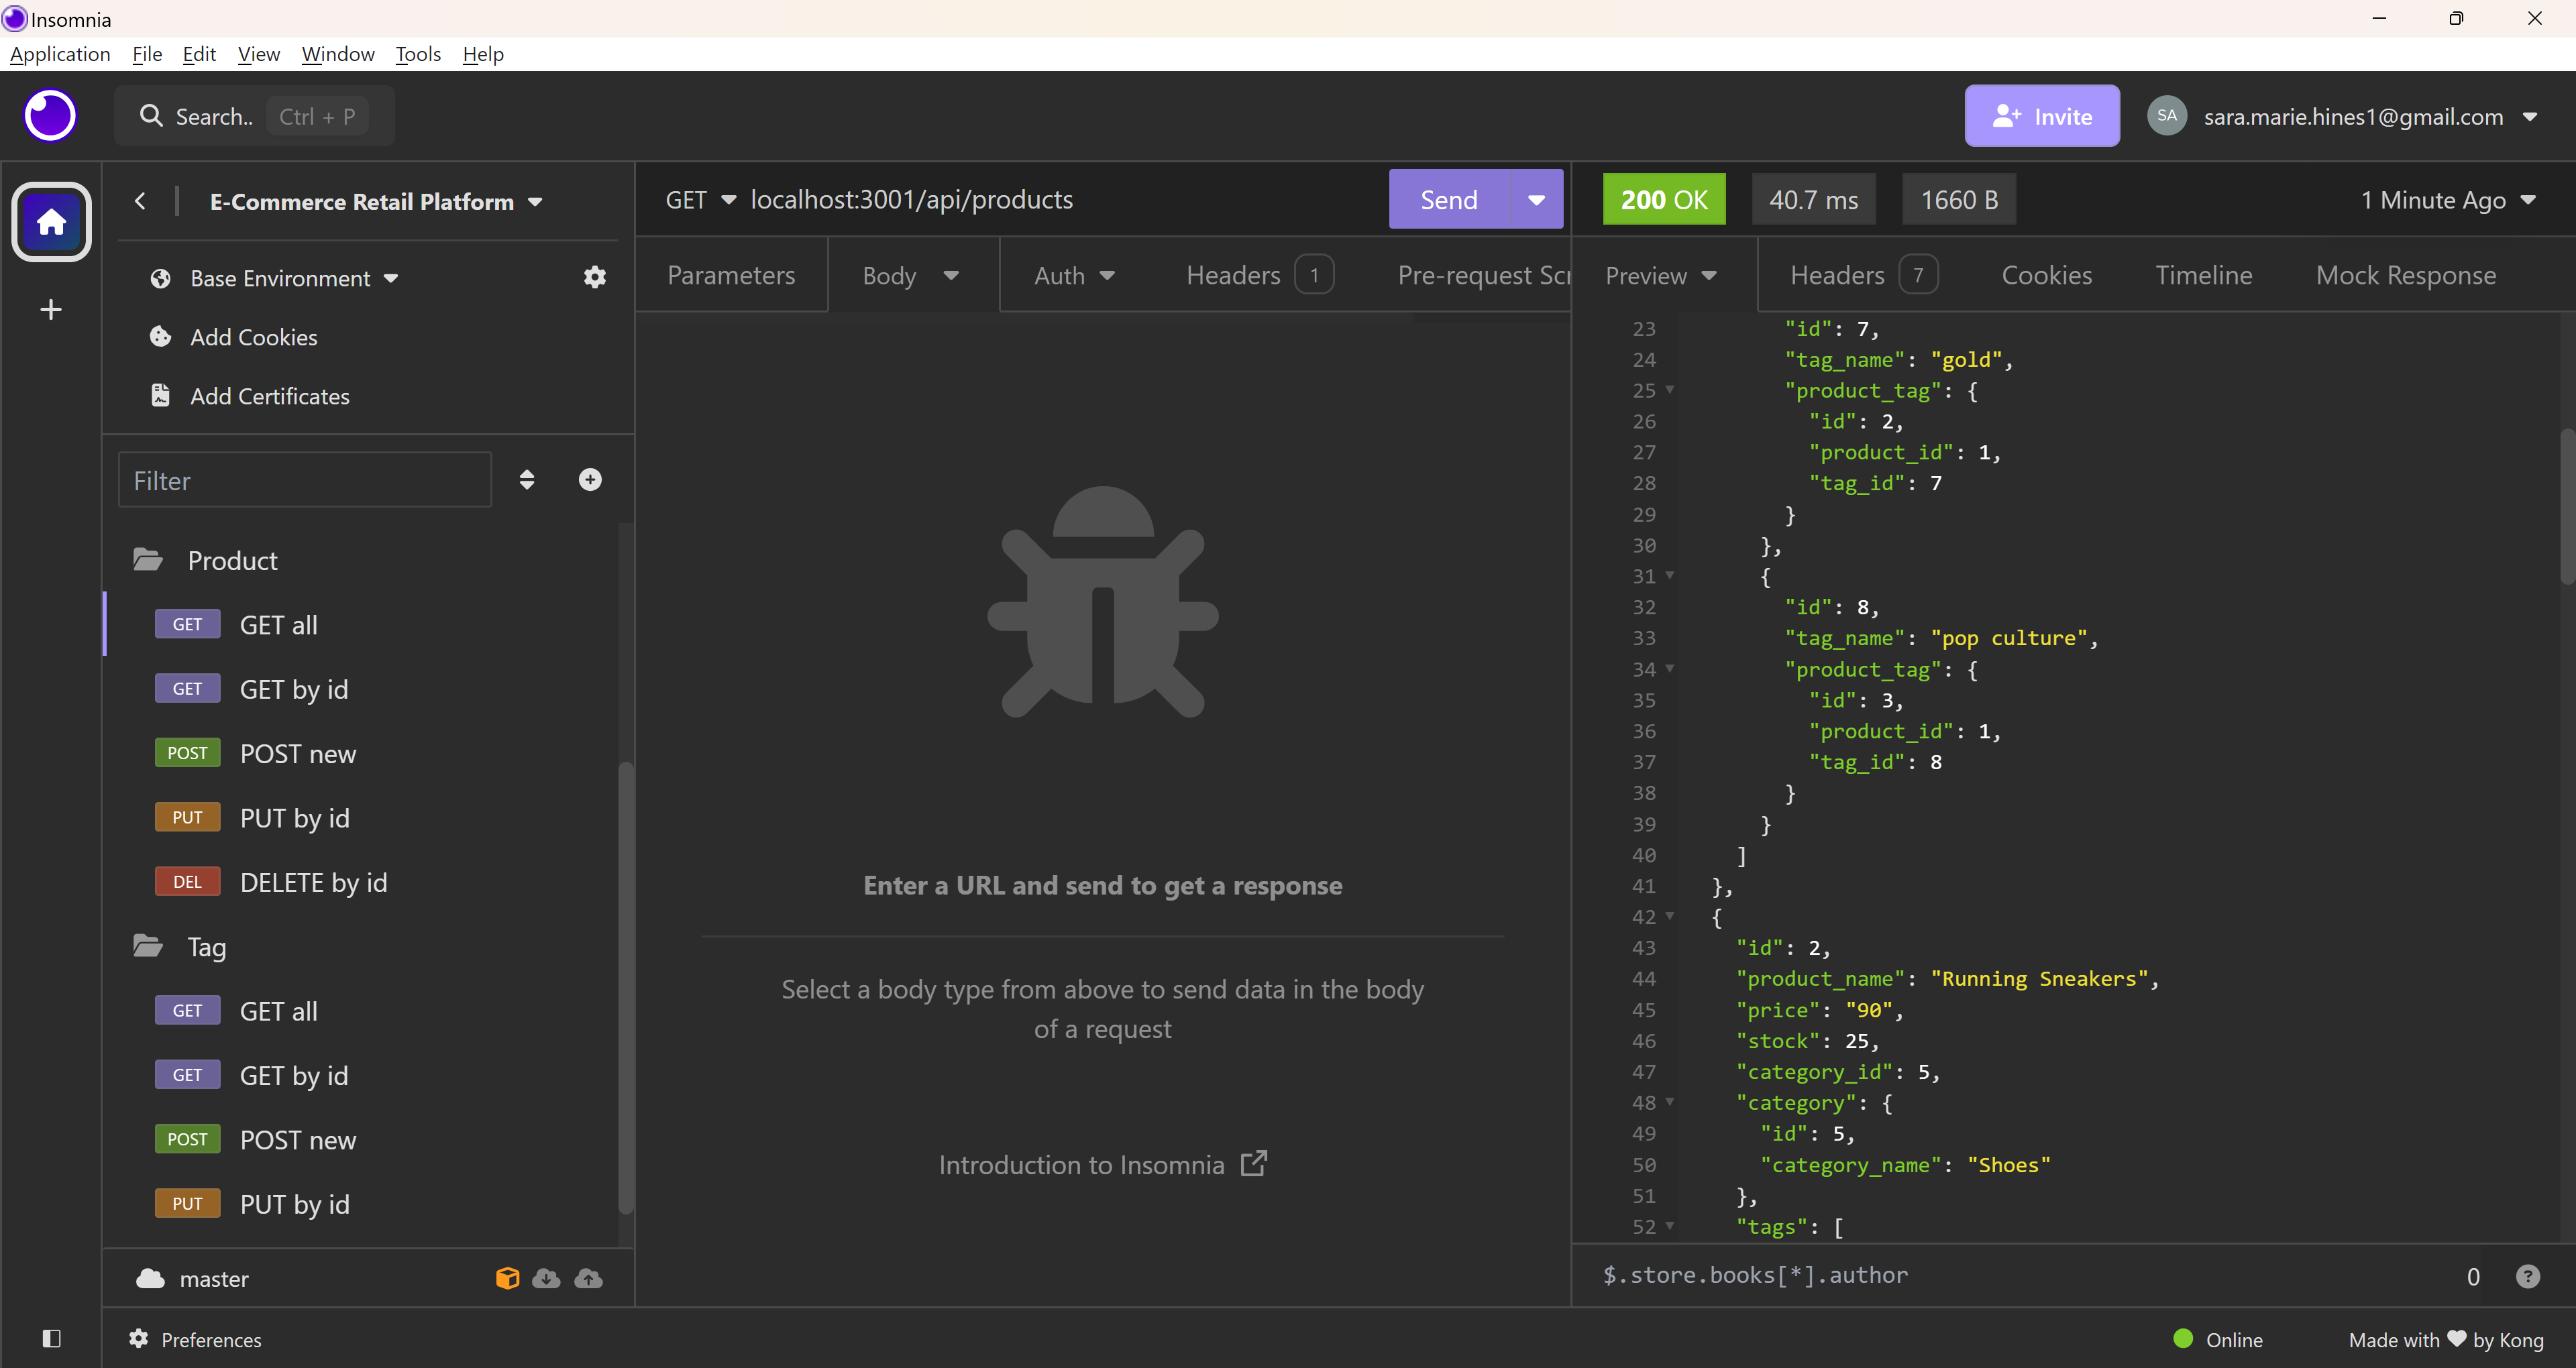 Insomnia
Application File Edit View Window Tools Help
Search.. Ctrl + P
Invite
SA sara.marie.hines1@gmail.com
E-Commerce Retail Platform
Base Environment
Add Cookies
Add Certificates
Filter
Product
GET GET all
GET GET by id
POST POST new
PUT PUT by id
DEL DELETE by id
Tag
GET GET all
GET GET by id
POST POST new
PUT PUT by id
master
Preferences
GET localhost:3001/api/products Send
Parameters Body Auth Headers 1 Pre-request Scr
Enter a URL and send to get a response
Select a body type from above to send data in the body
of a request
Introduction to Insomnia
200 OK 40.7 ms 1660 B 1 Minute Ago
Preview Headers 7 Cookies Timeline Mock Response
23 "id": 7,
24 "tag_name": "gold",
25 "product_tag": {
26 "id": 2,
27 "product_id": 1,
28 "tag_id": 7
29 }
30 },
31 {
32 "id": 8,
33 "tag_name": "pop culture",
34 "product_tag": {
35 "id": 3,
36 "product_id": 1,
37 "tag_id": 8
38 }
39 }
40 ]
41 },
42 {
43 "id": 2,
44 "product_name": "Running Sneakers",
45 "price": "90",
46 "stock": 25,
47 "category_id": 5,
48 "category": {
49 "id": 5,
50 "category_name": "Shoes"
51 },
52 "tags": [
$.store.books[*].author 0 ?
Online Made with by Kong